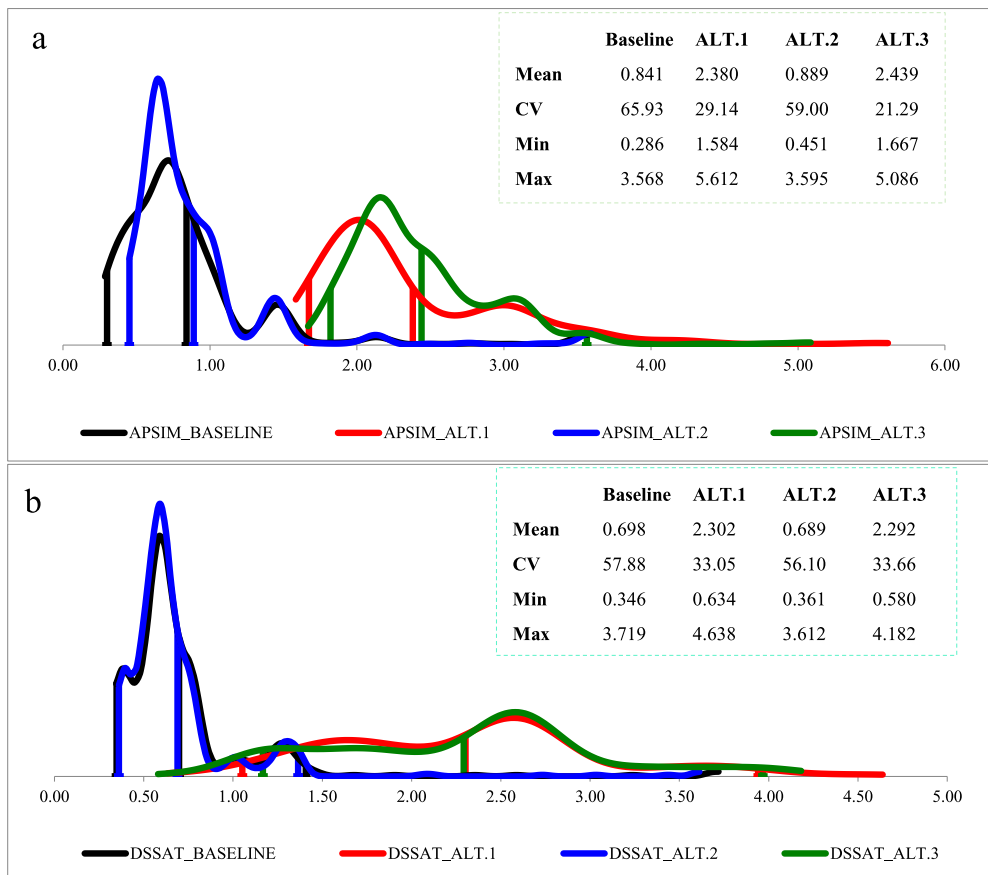 a
Baseline ALT.1 ALT.2 ALT.3
Mean 0.841 2.380 0.889 2.439
CV 65.93 29.14 59.00 21.29
Min 0.286 1.584 0.451 1.667
Max 3.568 5.612 3.595 5.086
0.00 1.00 2.00 3.00 4.00 5.00 6.00
APSIM_BASELINE APSIM_ALT.1 APSIM_ALT.2 APSIM_ALT.3
b
Baseline ALT.1 ALT.2 ALT.3
Mean 0.698 2.302 0.689 2.292
CV 57.88 33.05 56.10 33.66
Min 0.346 0.634 0.361 0.580
Max 3.719 4.638 3.612 4.182
0.00 0.50 1.00 1.50 2.00 2.50 3.00 3.50 4.00 4.50 5.00
DSSAT_BASELINE DSSAT_ALT.1 DSSAT_ALT.2 DSSAT_ALT.3